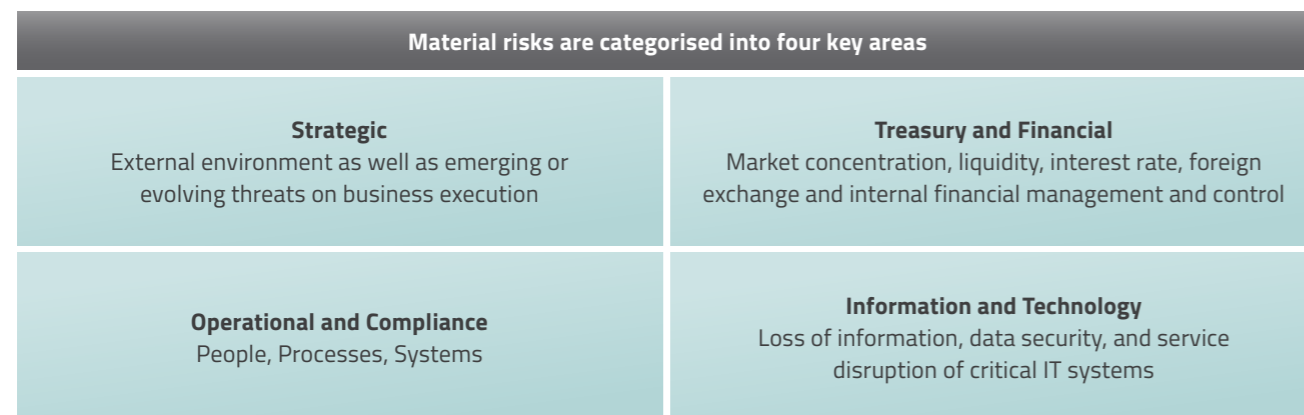 Material risks are categorised into four key areas
Strategic
External environment as well as emerging or
evolving threats on business execution
Treasury and Financial
Market concentration, liquidity, interest rate, foreign
exchange and internal financial management and control
Operational and Compliance
People, Processes, Systems
Information and Technology
Loss of information, data security, and service
disruption of critical IT systems